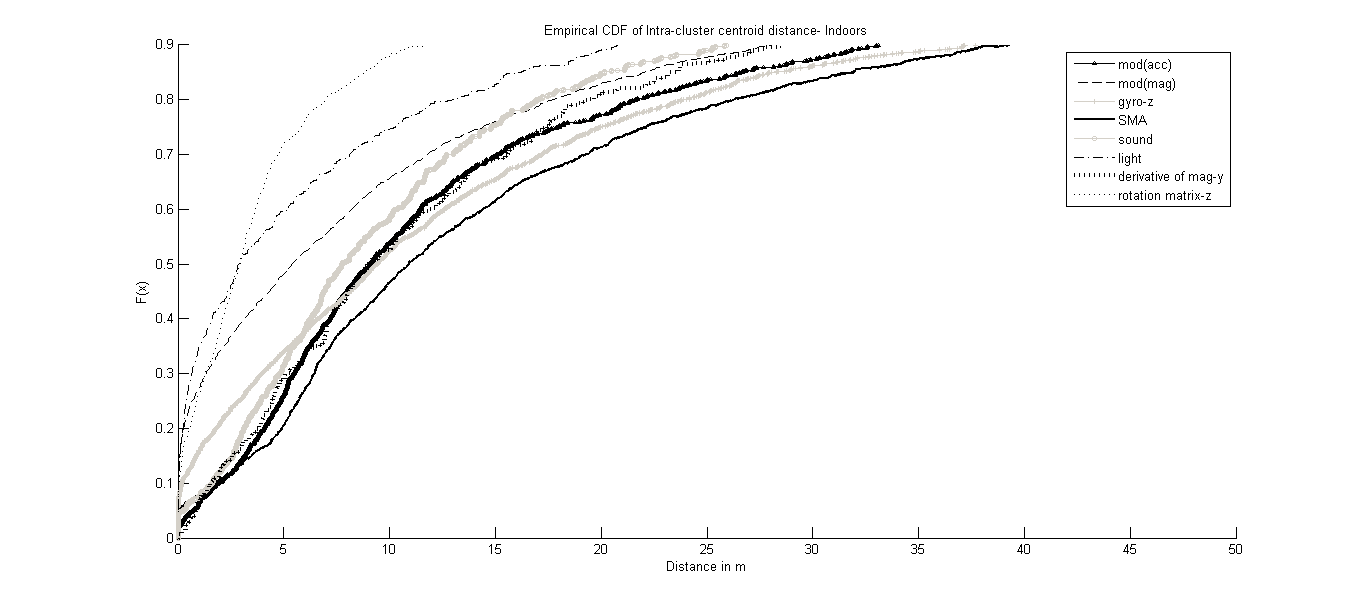 Empirical CDF of Intra-cluster centroid distance- Indoors
0.9
0.8
0.7
0.6
0.5
0.4
0.3
0.2
0.1
0
F(x)
0 5 10 15 20 25 30 35 40 45 50
Distance in m
mod(acc)
mod(mag)
gyro-z
SMA
sound
light
derivative of mag-y
rotation matrix-z